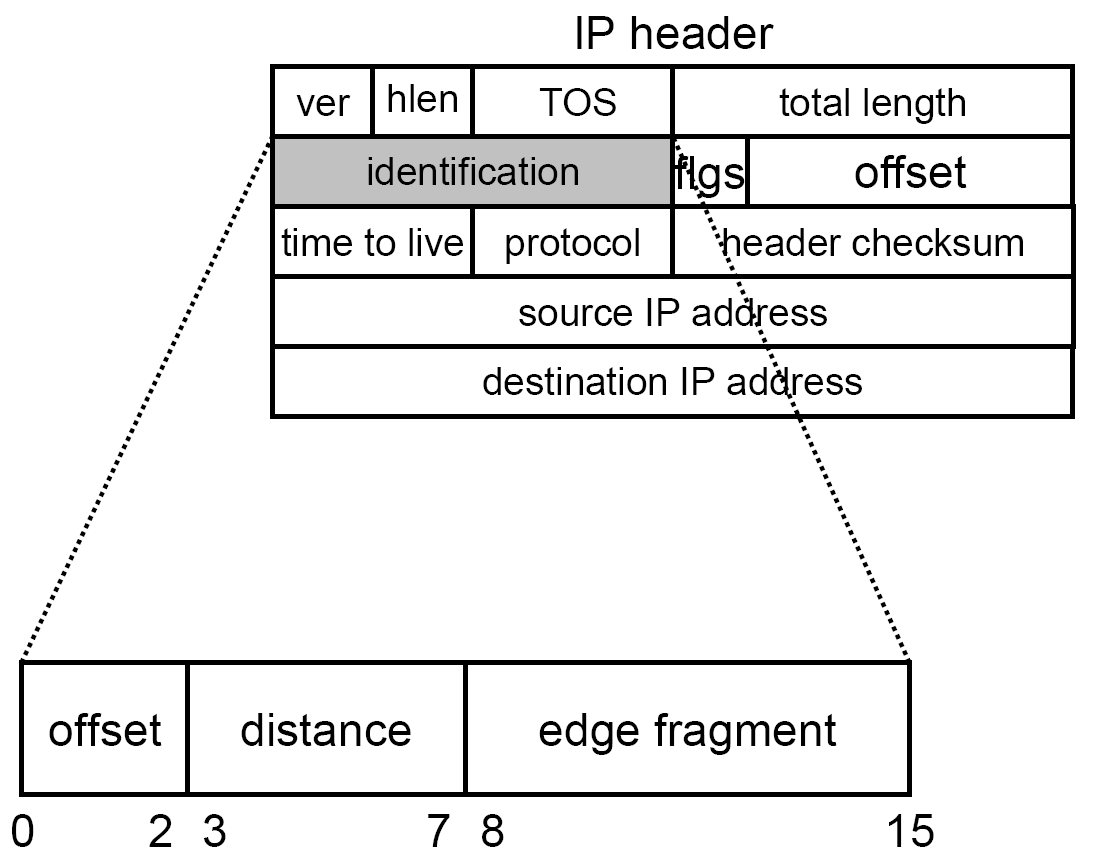 IP header
ver hlen TOS total length
identification flgs offset
time to live protocol header checksum
source IP address
destination IP address
offset distance edge fragment
0 2 3 7 8 15